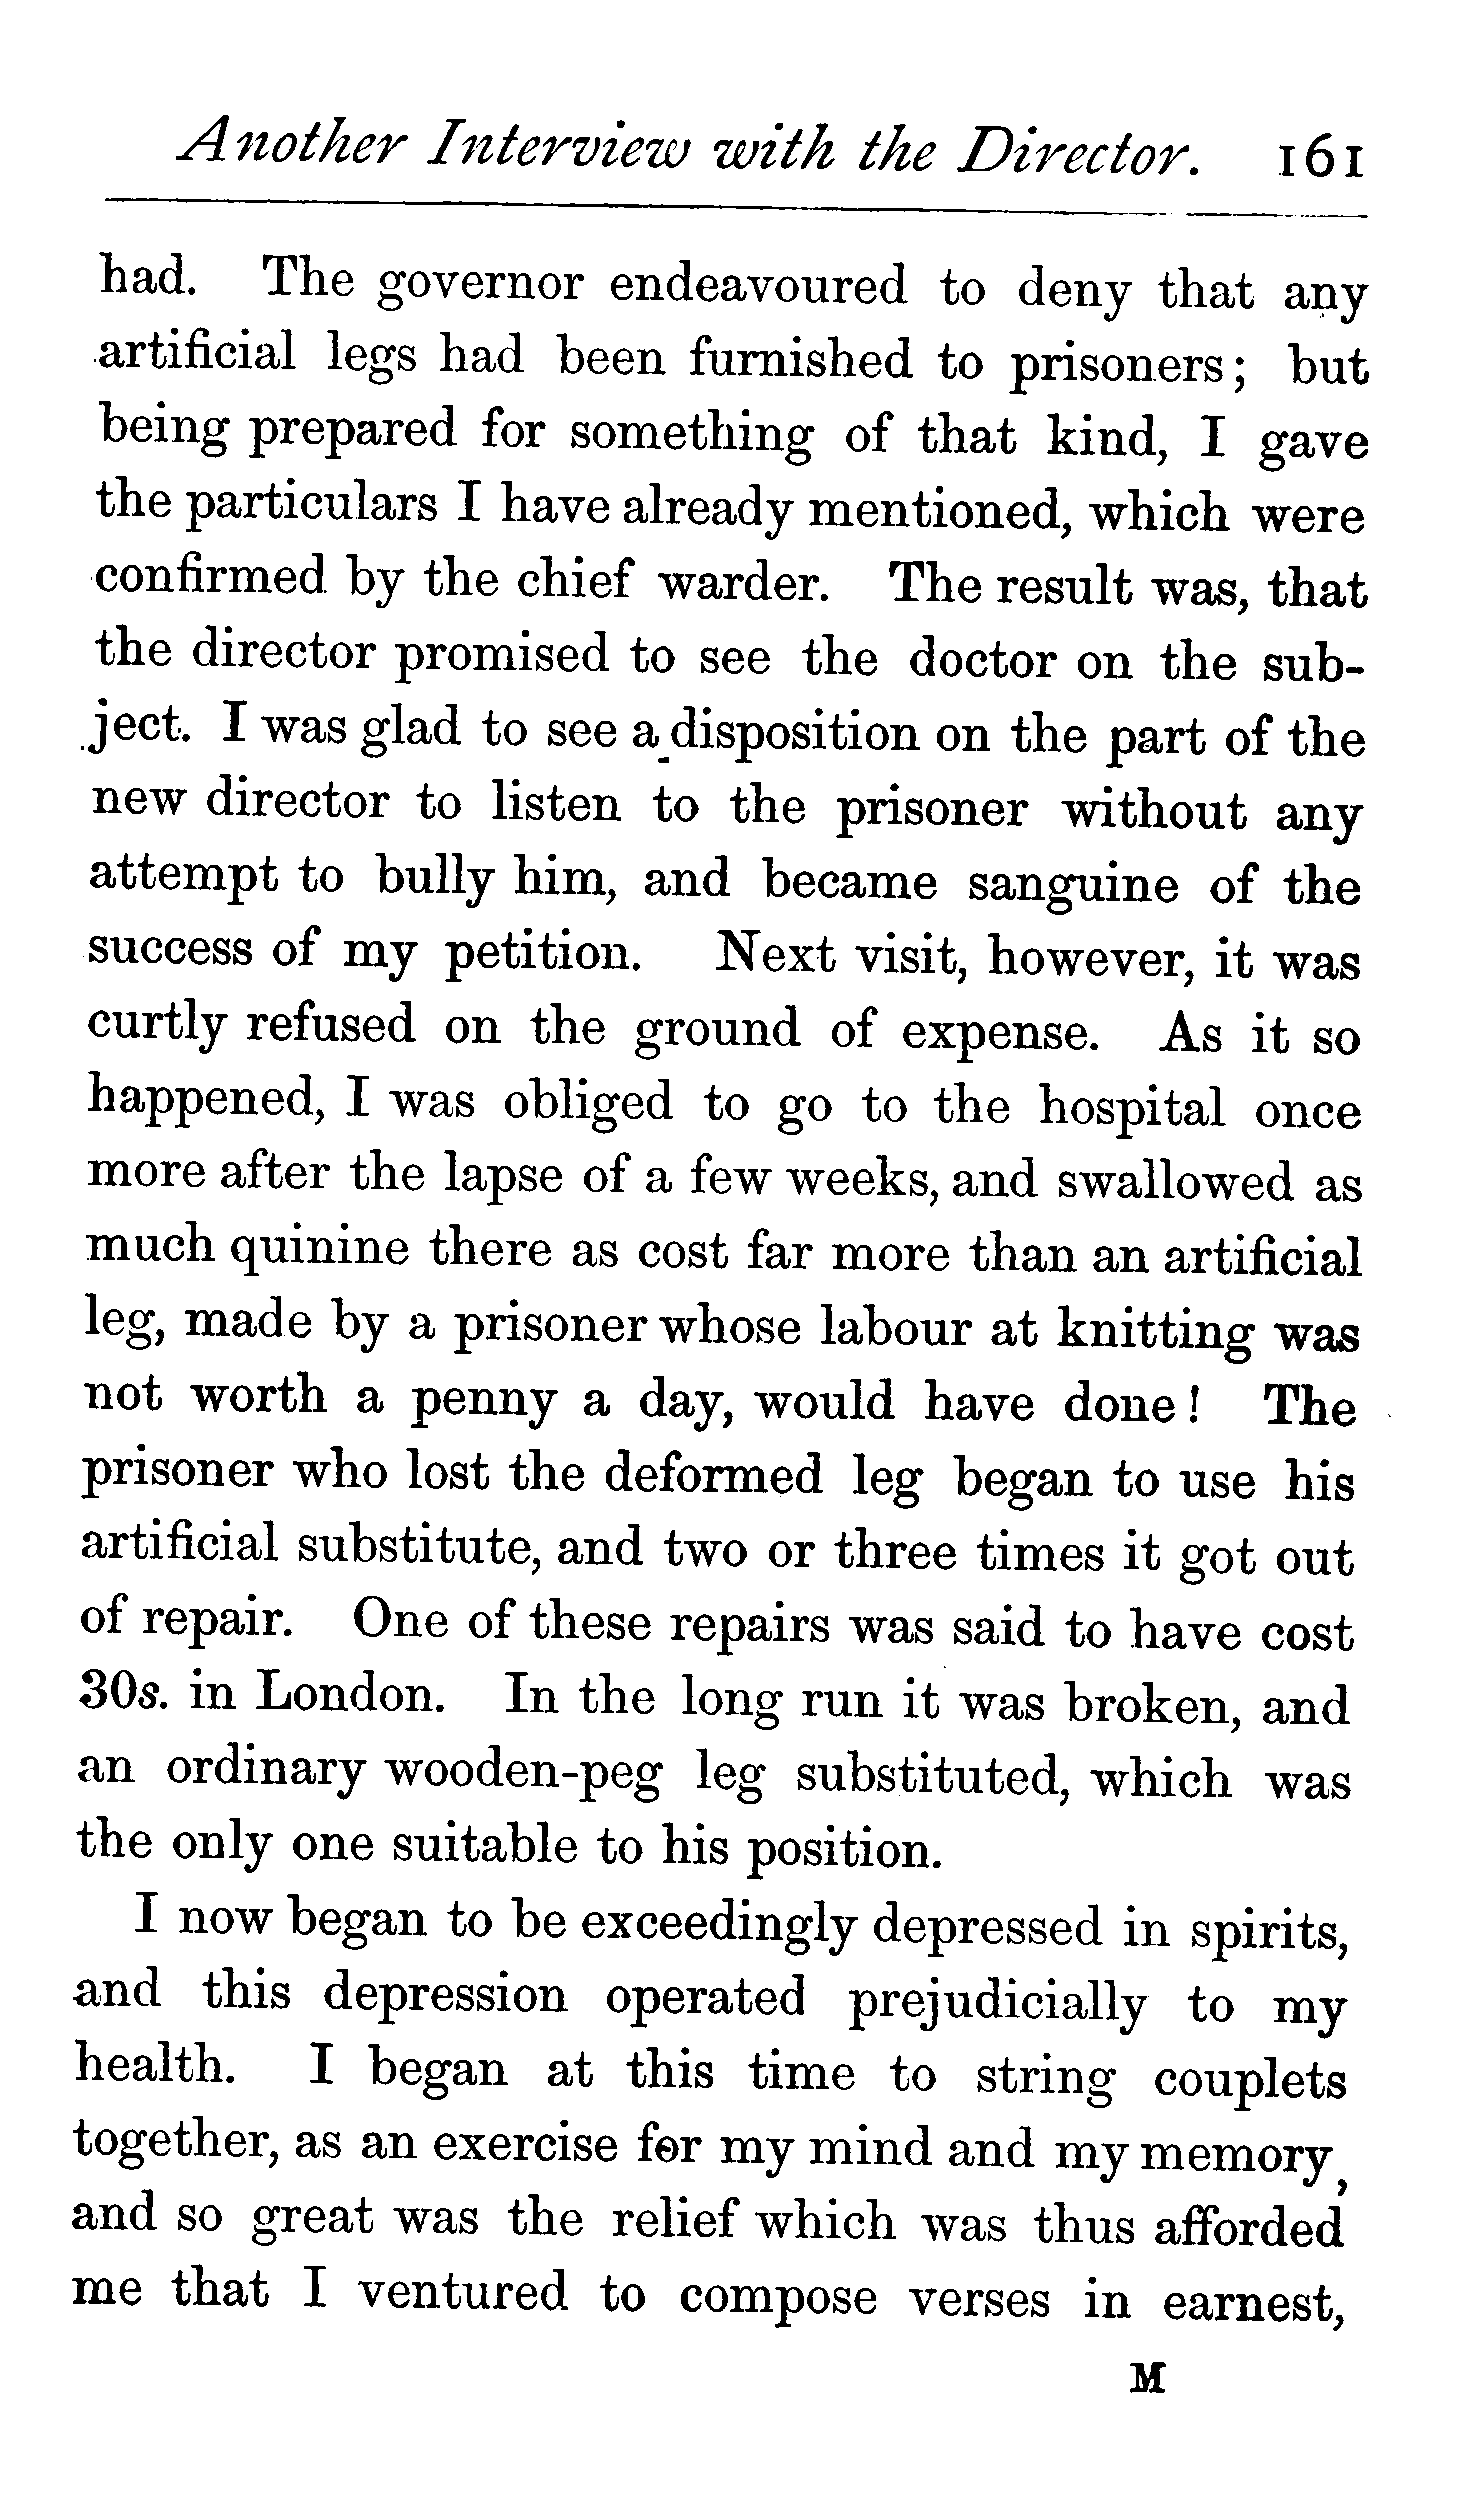 Another Interview with the Director. 161
had. The governor endeavoured to deny that any
artificial legs had been furnished to prisoners; but
being prepared for something of that kind, I gave
the particulars I have already mentioned, which were
confirmed by the chief warder. The result was, that
the director promised to see the doctor on the sub-
ject. I was glad to see a disposition on the part of the
new director to listen to the prisoner without any
attempt to bully him, and became sanguine of the
success of my petition. Next visit, however, it was
curtly refused on the ground of expense. As it so
happened, I was obliged to go to the hospital once
more after the lapse of a few weeks, and swallowed as
much quinine there as cost far more than an artificial
leg, made by a prisoner whose labour at knitting was
not worth a penny a day, would have done! The
prisoner who lost the deformed leg began to use his
artificial substitute, and two or three times it got out
of repair. One of these repairs was said to have cost
30s. in London. In the long run it was broken, and
an ordinary wooden-peg leg substituted, which was
the only one suitable to his position.
I now began to be exceedingly depressed in spirits,
and this depression operated prejudicially to my
health. I began at this time to string couplets
together, as an exercise for my mind and my memory,
and so great was the relief which was thus afforded
me that I ventured to compose verses in earnest,
M